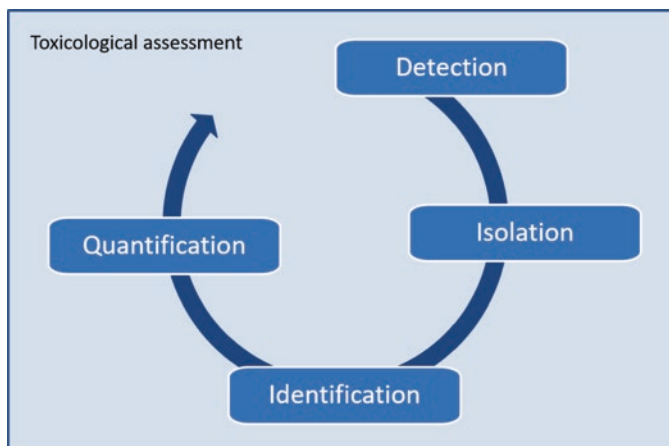 Toxicological assessment
Detection
Isolation
Identification
Quantification